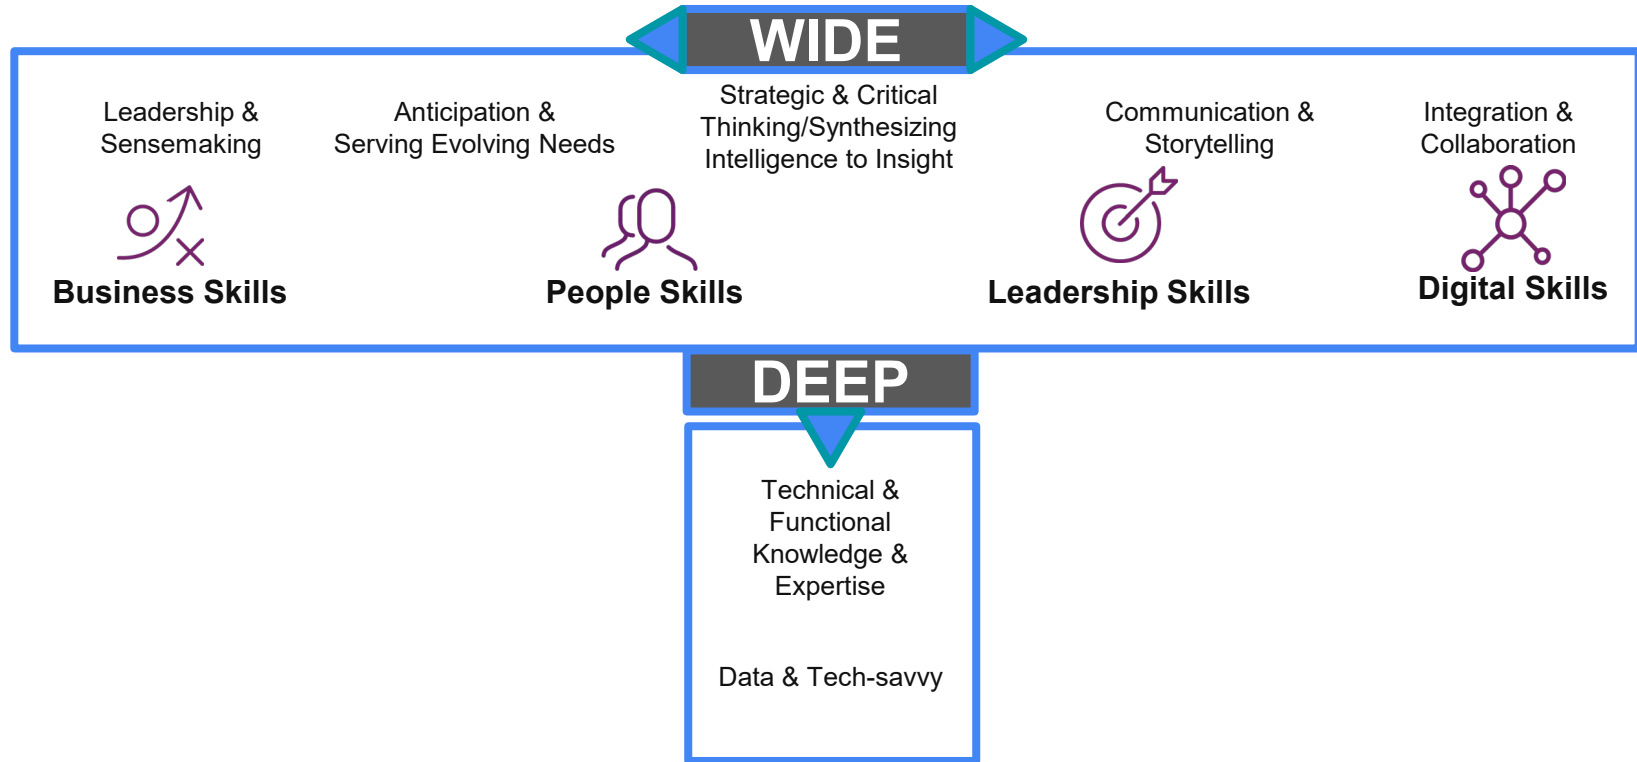 WIDE
Leadership &
Sensemaking
Anticipation &
Serving Evolving Needs
Strategic & Critical
Thinking/Synthesizing
Intelligence to Insight
Communication &
Storytelling
Integration &
Collaboration
Business Skills
People Skills
Leadership Skills
Digital Skills
DEEP
Technical &
Functional
Knowledge &
Expertise
Data & Tech-savvy